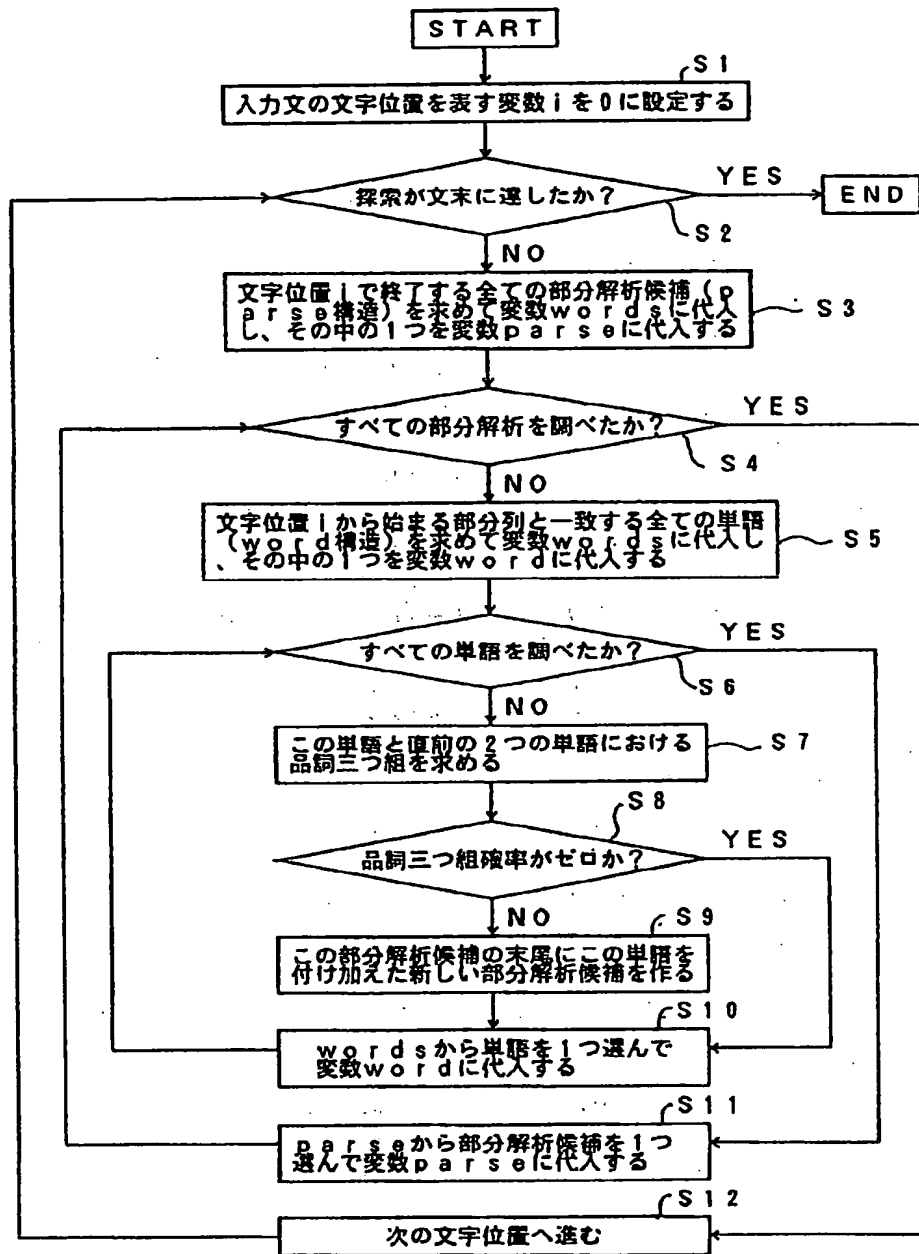 START
S1
入力文の文字位置を表す変数iを0に設定する
探索が文末に達したか？
YES
END
S2
NO
文字位置iで終了する全ての部分解析候補(p
arse構造)を求めて変数wordsに代入
し、その中の1つを変数parseに代入する
S3
すべての部分解析を調べたか？
YES
S4
NO
文字位置iから始まる部分列と一致する全ての単語
(word構造)を求めて変数wordsに代入し
、その中の1つを変数wordに代入する
S5
すべての単語を調べたか？
YES
S6
NO
この単語と直前の2つの単語における
品詞三つ組を求める
S7
S8
品詞三つ組確率がゼロか？
YES
NO
S9
この部分解析候補の末尾にこの単語を
付け加えた新しい部分解析候補を作る
S10
wordsから単語を1つ選んで
変数wordに代入する
S11
parseから部分解析候補を1つ
選んで変数parseに代入する
S12
次の文字位置へ進む